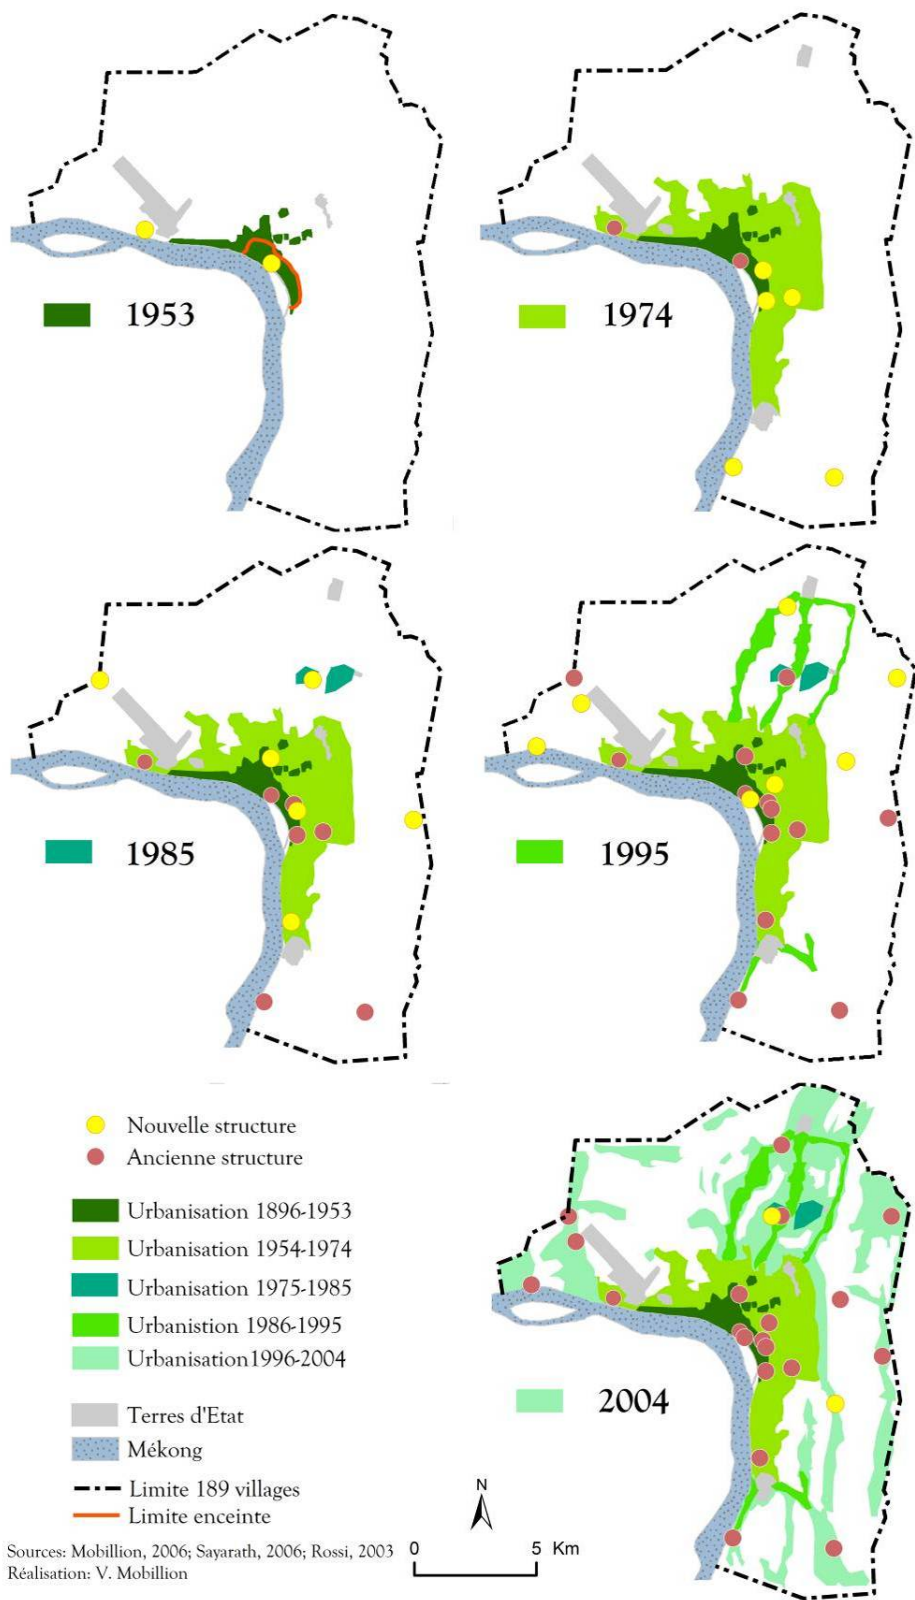 1953
1974
1985
1995
Nouvelle structure
Ancienne structure
Urbanisation 1896-1953
Urbanisation 1954-1974
Urbanisation 1975-1985
Urbanistion 1986-1995
Urbanisation1996-2004
2004
Terres d'Etat
Mékong
Limite 189 villages
Limite enceinte
N
Sources: Mobillion, 2006; Sayarath, 2006; Rossi, 2003
Réalisation: V. Mobillion
0 5 Km